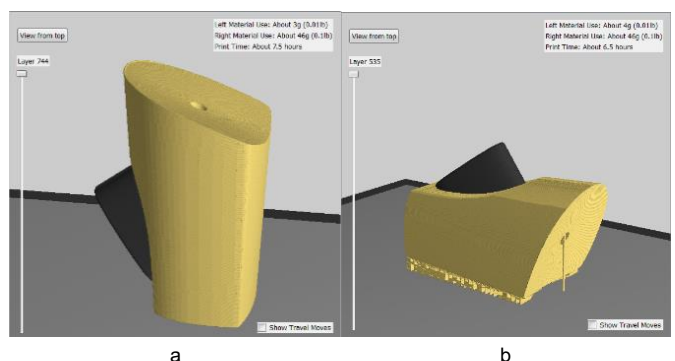 View from top
Layer 744
Left Material Use: About 3g (0.01lb)
Right Material Use: About 46g (0.1lb)
Print Time: About 7.5 hours
Show Travel Moves
a
View from top
Layer 535
Left Material Use: About 4g (0.01lb)
Right Material Use: About 46g (0.1lb)
Print Time: About 6.5 hours
Show Travel Moves
b